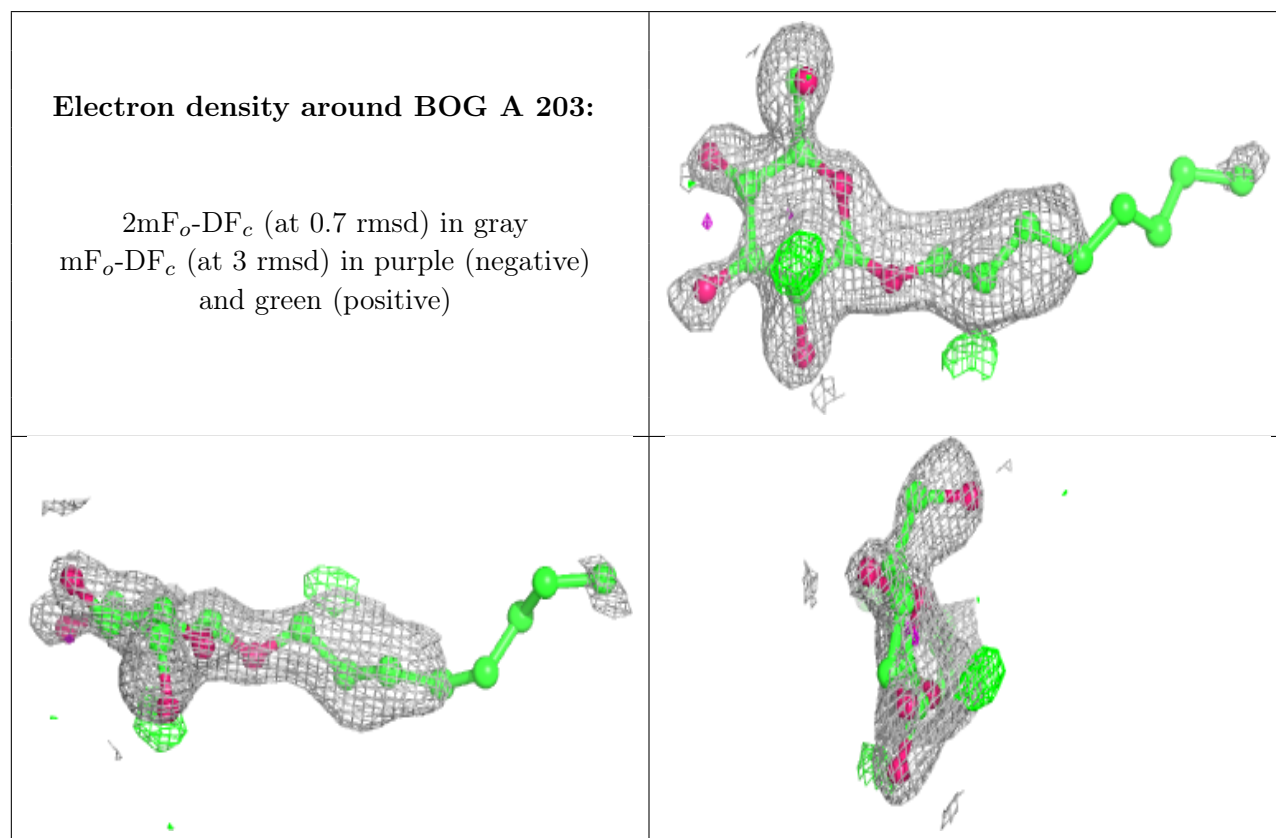 Electron density around BOG A 203:
2mFo-DFc (at 0.7 rmsd) in gray
mFo-DFc (at 3 rmsd) in purple (negative)
and green (positive)